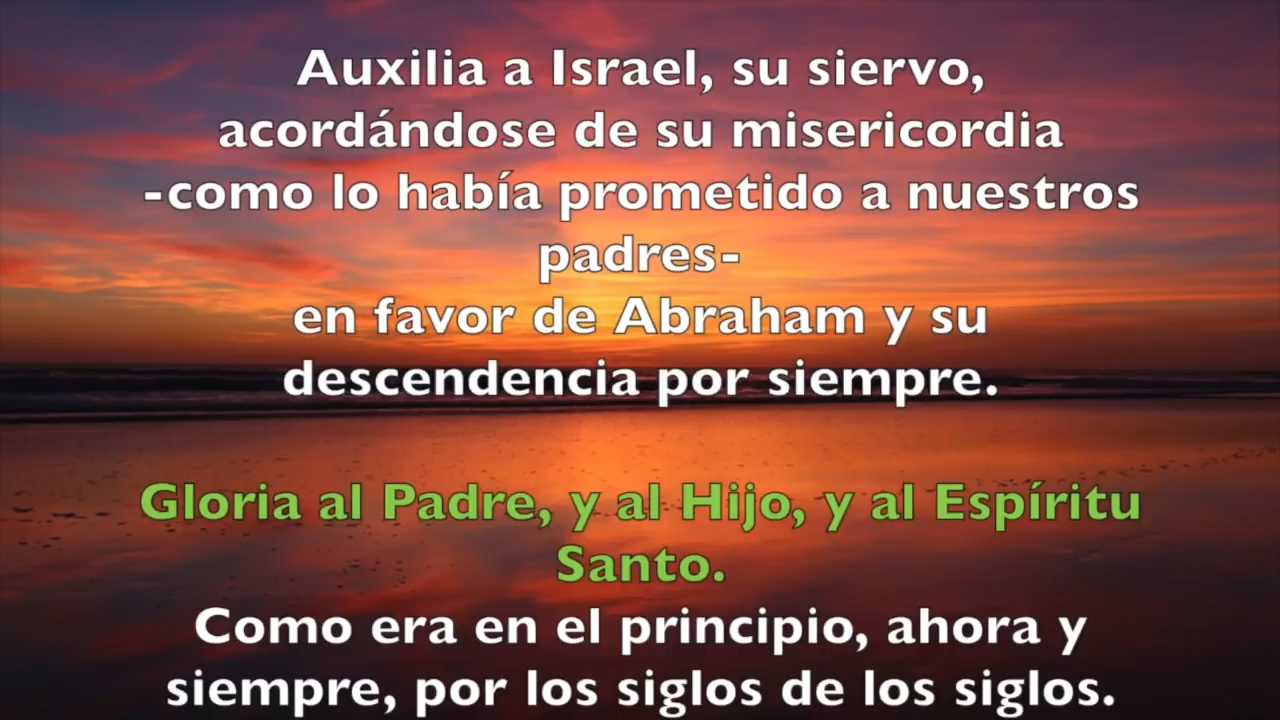 Auxilia a Israel, su siervo,
acordándose de su misericordia
-como lo había prometido a nuestros
padres-
en favor de Abraham y su
descendencia por siempre.
Gloria al Padre, y al Hijo, y al Espíritu
Santo.
Como era en el principio, ahora y
siempre, por los siglos de los siglos.